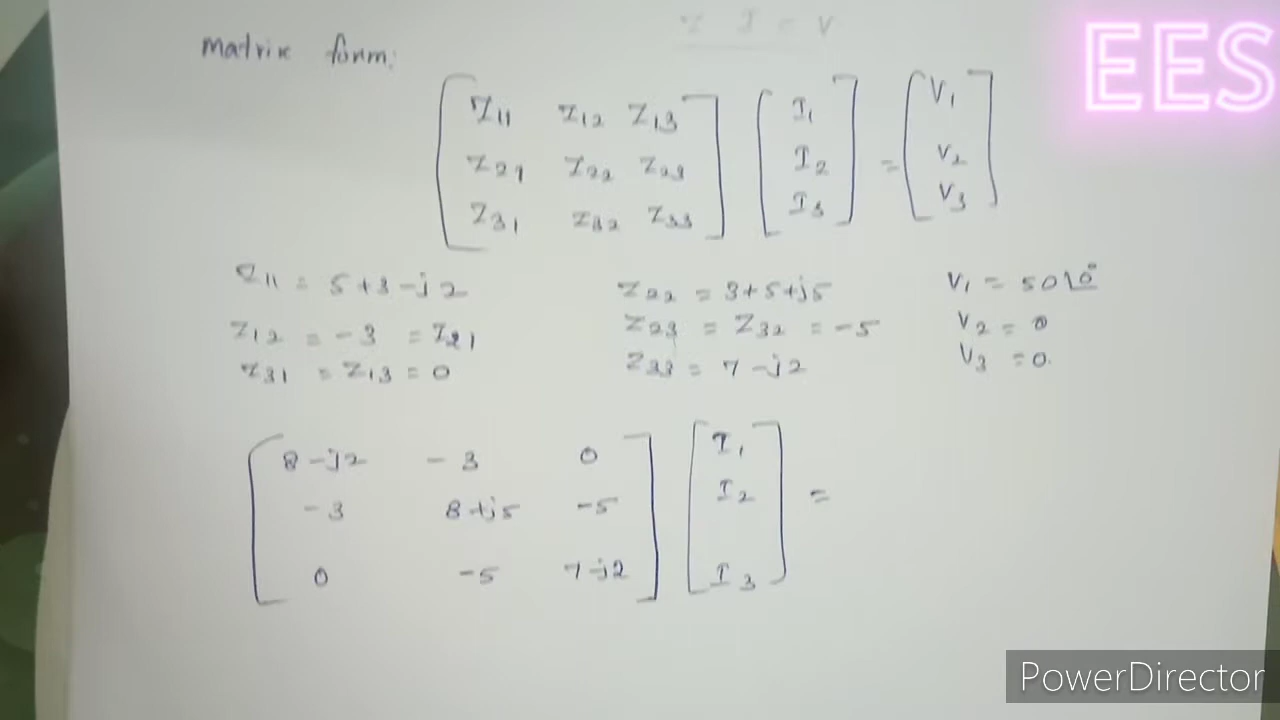 Z I = V
EES
matrix form:
Z11 Z12 Z13 I1 V1
Z21 Z22 Z23 I2 = V2
Z31 Z32 Z33 I3 V3
Z11 = 5+3-j2 Z22 = 3+5+j5 V1 = 50∠0°
Z12 = -3 = Z21 Z23 = Z32 = -5 V2 = 0
Z31 = Z13 = 0 Z33 = 7-j2 V3 = 0.
8-j2 -3 0 I1
-3 8+j5 -5 I2 =
0 -5 7-j2 I3
PowerDirector